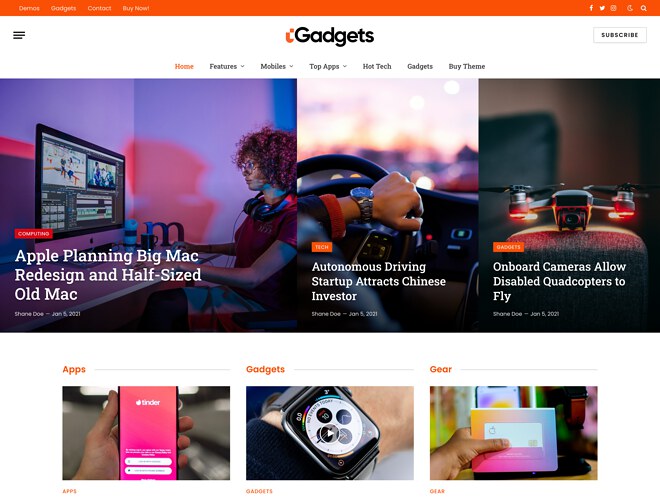 Demos Gadgets Contact Buy Now!
Gadgets
SUBSCRIBE
Home Features Mobiles Top Apps Hot Tech Gadgets Buy Theme
COMPUTING
Apple Planning Big Mac
Redesign and Half-Sized
Old Mac
Shane Doe — Jan 5, 2021
TECH
Autonomous Driving
Startup Attracts Chinese
Investor
Shane Doe — Jan 5, 2021
GADGETS
Onboard Cameras Allow
Disabled Quadcopters to
Fly
Shane Doe — Jan 5, 2021
Apps
Gadgets
Gear
tinder
APPS
GADGETS
GEAR